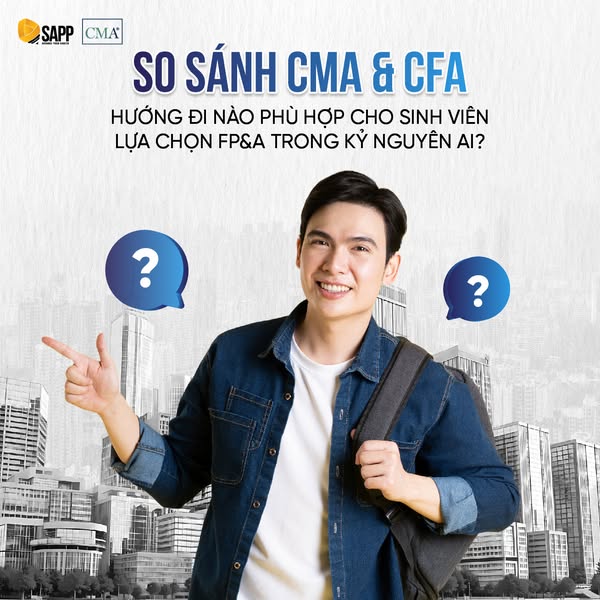 SAPP
CMA
SO SÁNH CMA & CFA
HƯỚNG ĐI NÀO PHÙ HỢP CHO SINH VIÊN
LỰA CHỌN FP&A TRONG KỶ NGUYÊN AI?
?
?